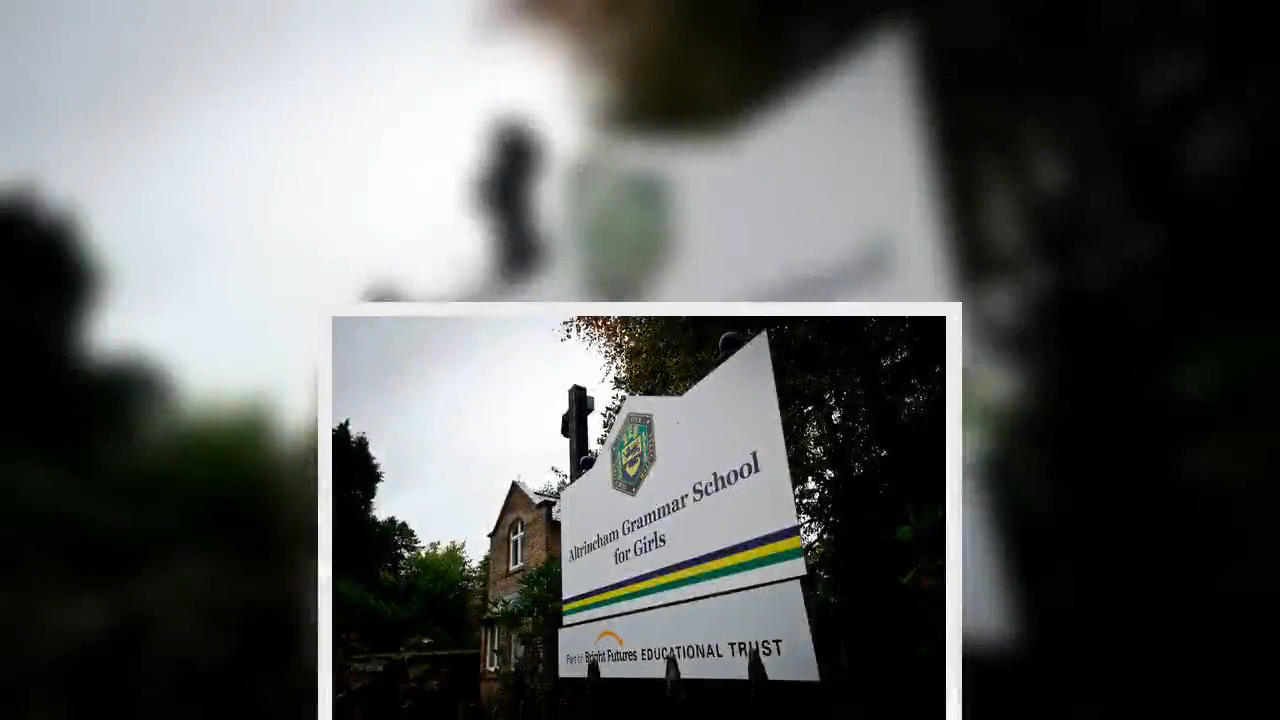 Altrincham Grammar School
for Girls
Part of Bright Futures EDUCATIONAL TRUST